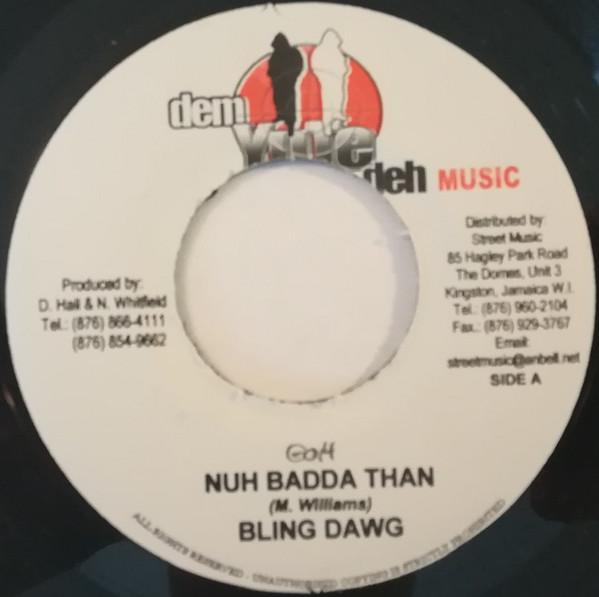 dem
Yide
deh MUSIC
Produced by:
D. Hall & N. Whitfield
Tel.: (876) 866-4111
(876) 854-9662
Distributed by:
Street Music
85 Hagley Park Road
The Domes, Unit 3
Kingston, Jamaica W.I.
Tel.: (876) 960-2104
Fax.: (876) 929-3767
Email:
streetmusic@anbell.net
SIDE A
NUH BADDA THAN
(M. Williams)
BLING DAWG
ALL RIGHTS RESERVED - UNAUTHORISED COPYING IS STRICTLY PROHIBITED